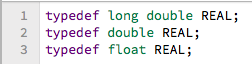 1 typedef long double REAL;
2 typedef double REAL;
3 typedef float REAL;